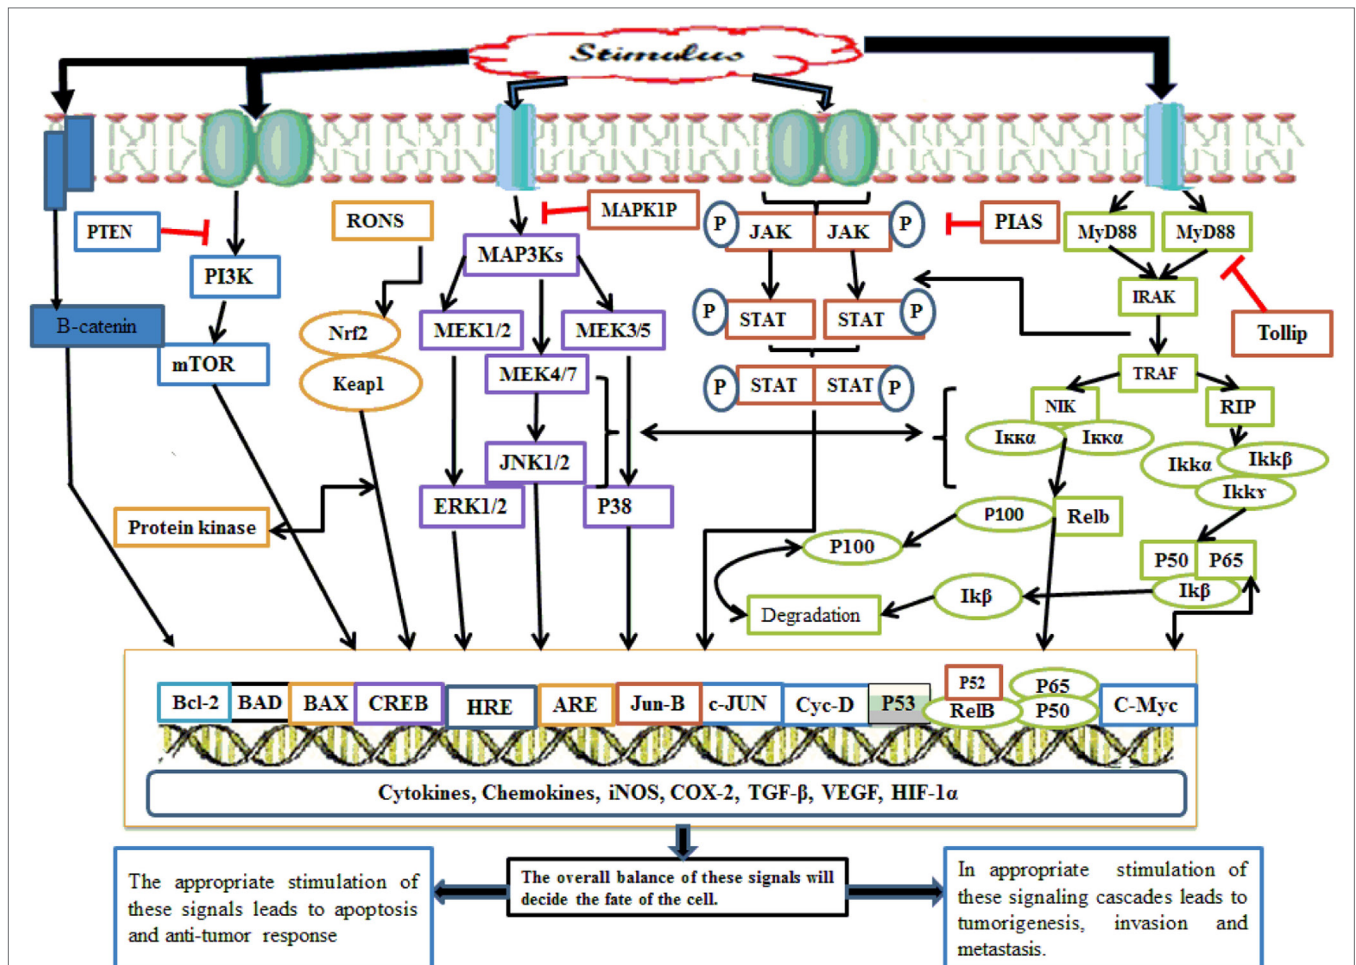 Stimulus
PTEN
RONS
MAPK1P
P
JAK
JAK
P
PIAS
MyD88
MyD88
PI3K
MAP3Ks
IRAK
Tollip
B-catenin
mTOR
Nrf2
Keap1
MEK1/2
MEK3/5
MEK4/7
P
STAT
STAT
P
P
STAT
STAT
P
TRAF
NIK
RIP
Iκκα
Iκκα
Ikkα
Ikkβ
Ikkɤ
JNK1/2
ERK1/2
P38
Protein kinase
P100
Relb
P100
P50
P65
Ikβ
Ikβ
Degradation
Bcl-2
BAD
BAX
CREB
HRE
ARE
Jun-B
c-JUN
Cyc-D
P53
P52
RelB
P65
P50
C-Myc
Cytokines, Chemokines, iNOS, COX-2, TGF-β, VEGF, HIF-1α
The appropriate stimulation of
these signals leads to apoptosis
and anti-tumor response
The overall balance of these signals will
decide the fate of the cell.
In appropriate stimulation of
these signaling cascades leads to
tumorigenesis, invasion and
metastasis.